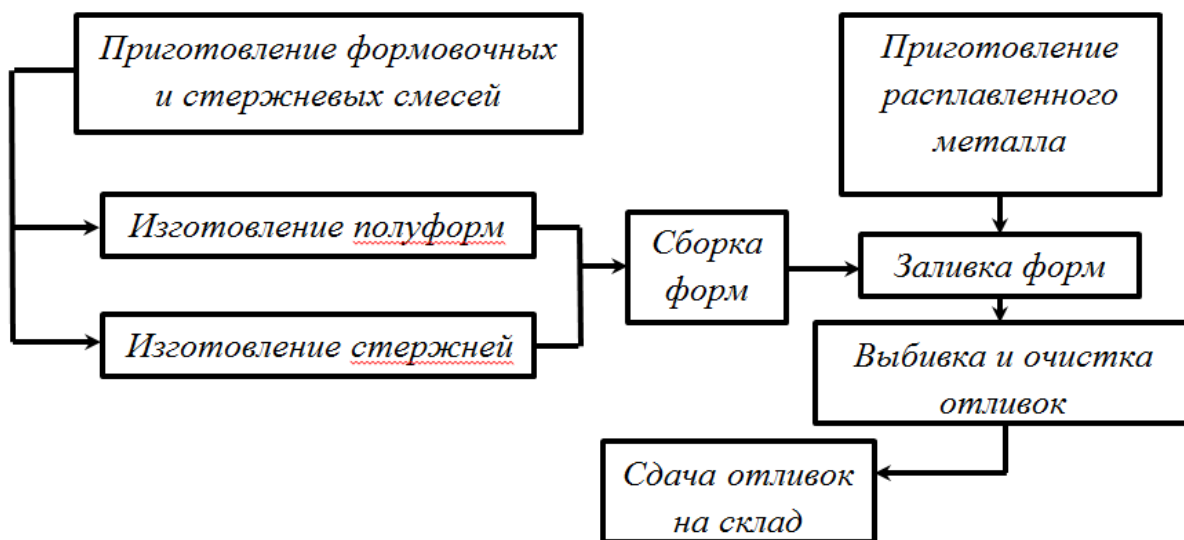 Приготовление формовочных
и стержневых смесей
Приготовление
расплавленного
металла
Изготовление полуформ
Сборка
форм
Заливка форм
Изготовление стержней
Выбивка и очистка
отливок
Сдача отливок
на склад